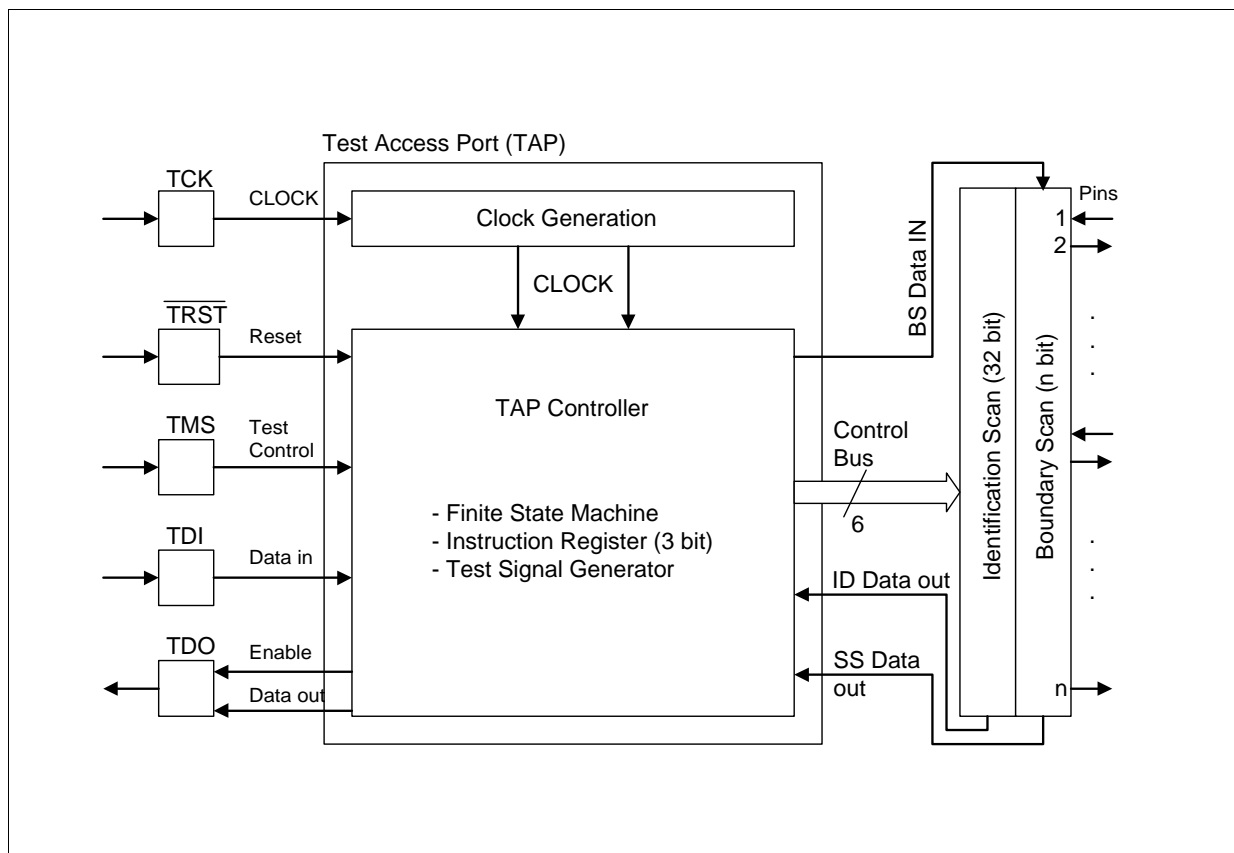 Test Access Port (TAP)
TCK
CLOCK
Clock Generation
CLOCK
TRST
Reset
TMS
Test
Control
TDI
Data in
TDO
Enable
Data out
TAP Controller
- Finite State Machine
- Instruction Register (3 bit)
- Test Signal Generator
BS Data IN
Control
Bus
6
ID Data out
SS Data
out
Identification Scan (32 bit)
Boundary Scan (n bit)
Pins
1
2
.
.
.
.
.
.
n